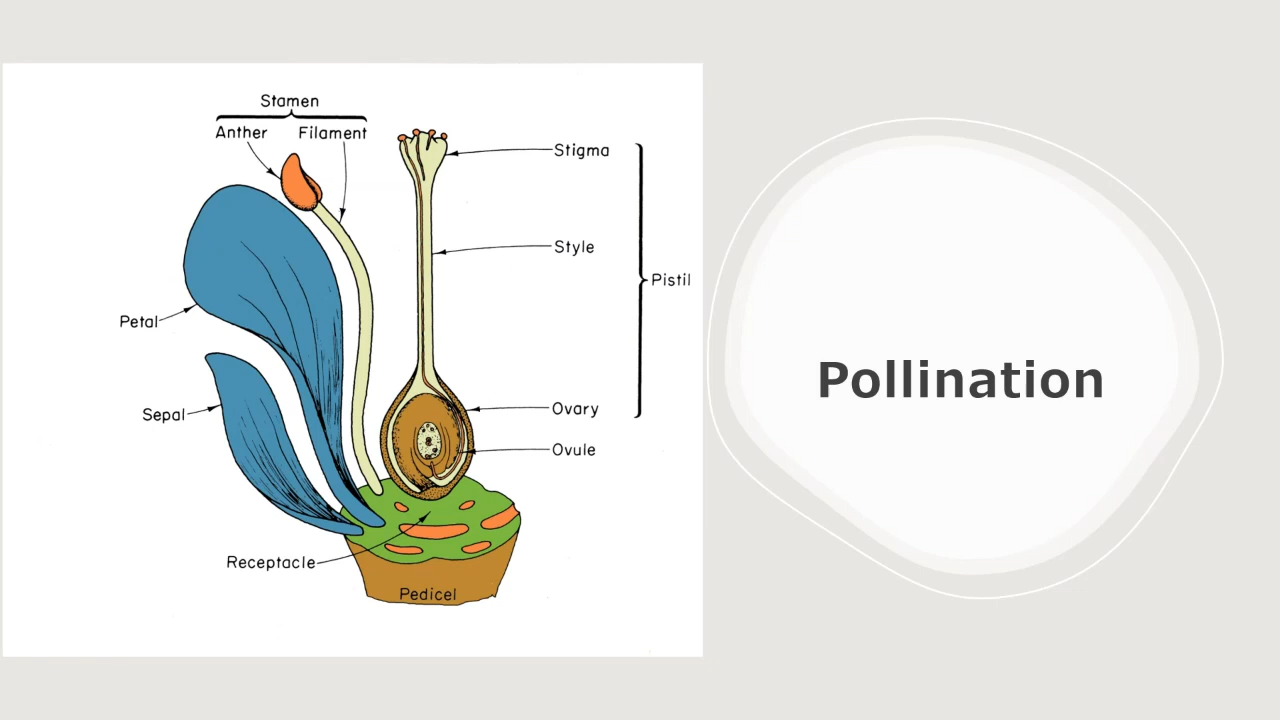 Stamen
Anther Filament
Stigma
Style
Pistil
Petal
Sepal
Ovary
Ovule
Receptacle
Pedicel
Pollination